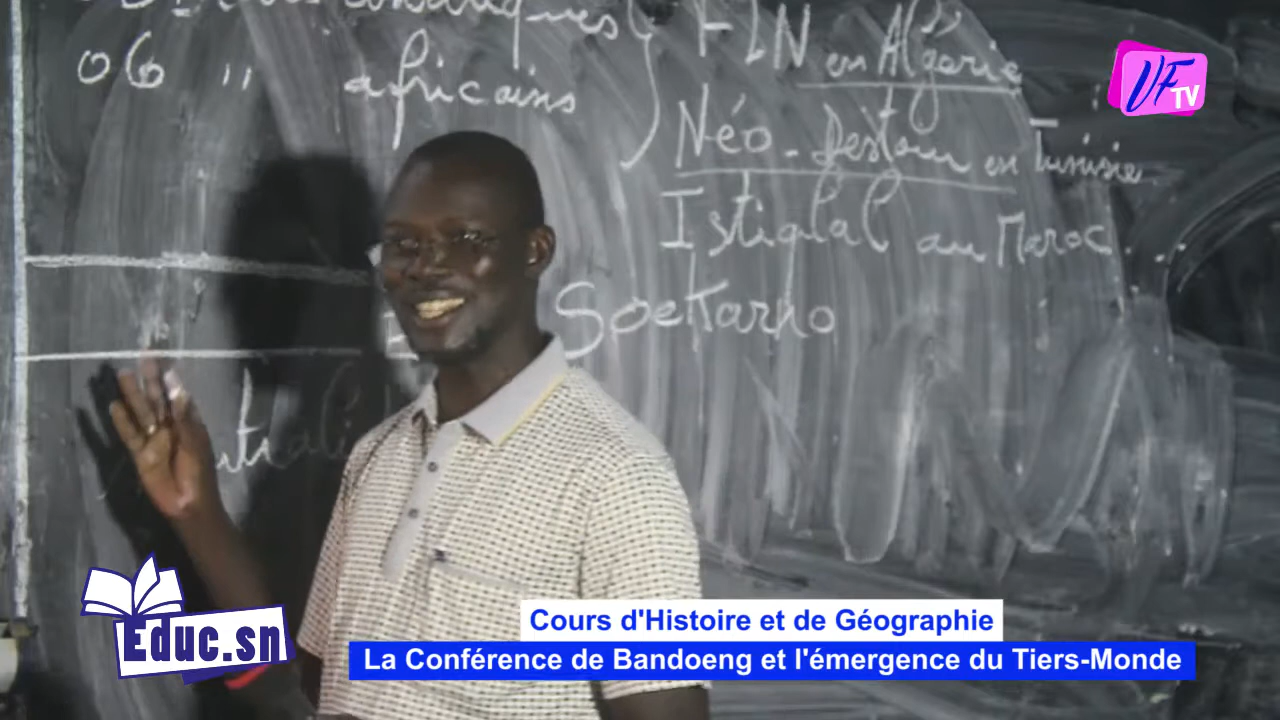 FLN en Algérie
06 " africains
Néo-Destour en Tunisie
Istiqlal au Maroc.
Soekarno
VF TV
Educ.sn
Cours d'Histoire et de Géographie
La Conférence de Bandoeng et l'émergence du Tiers-Monde